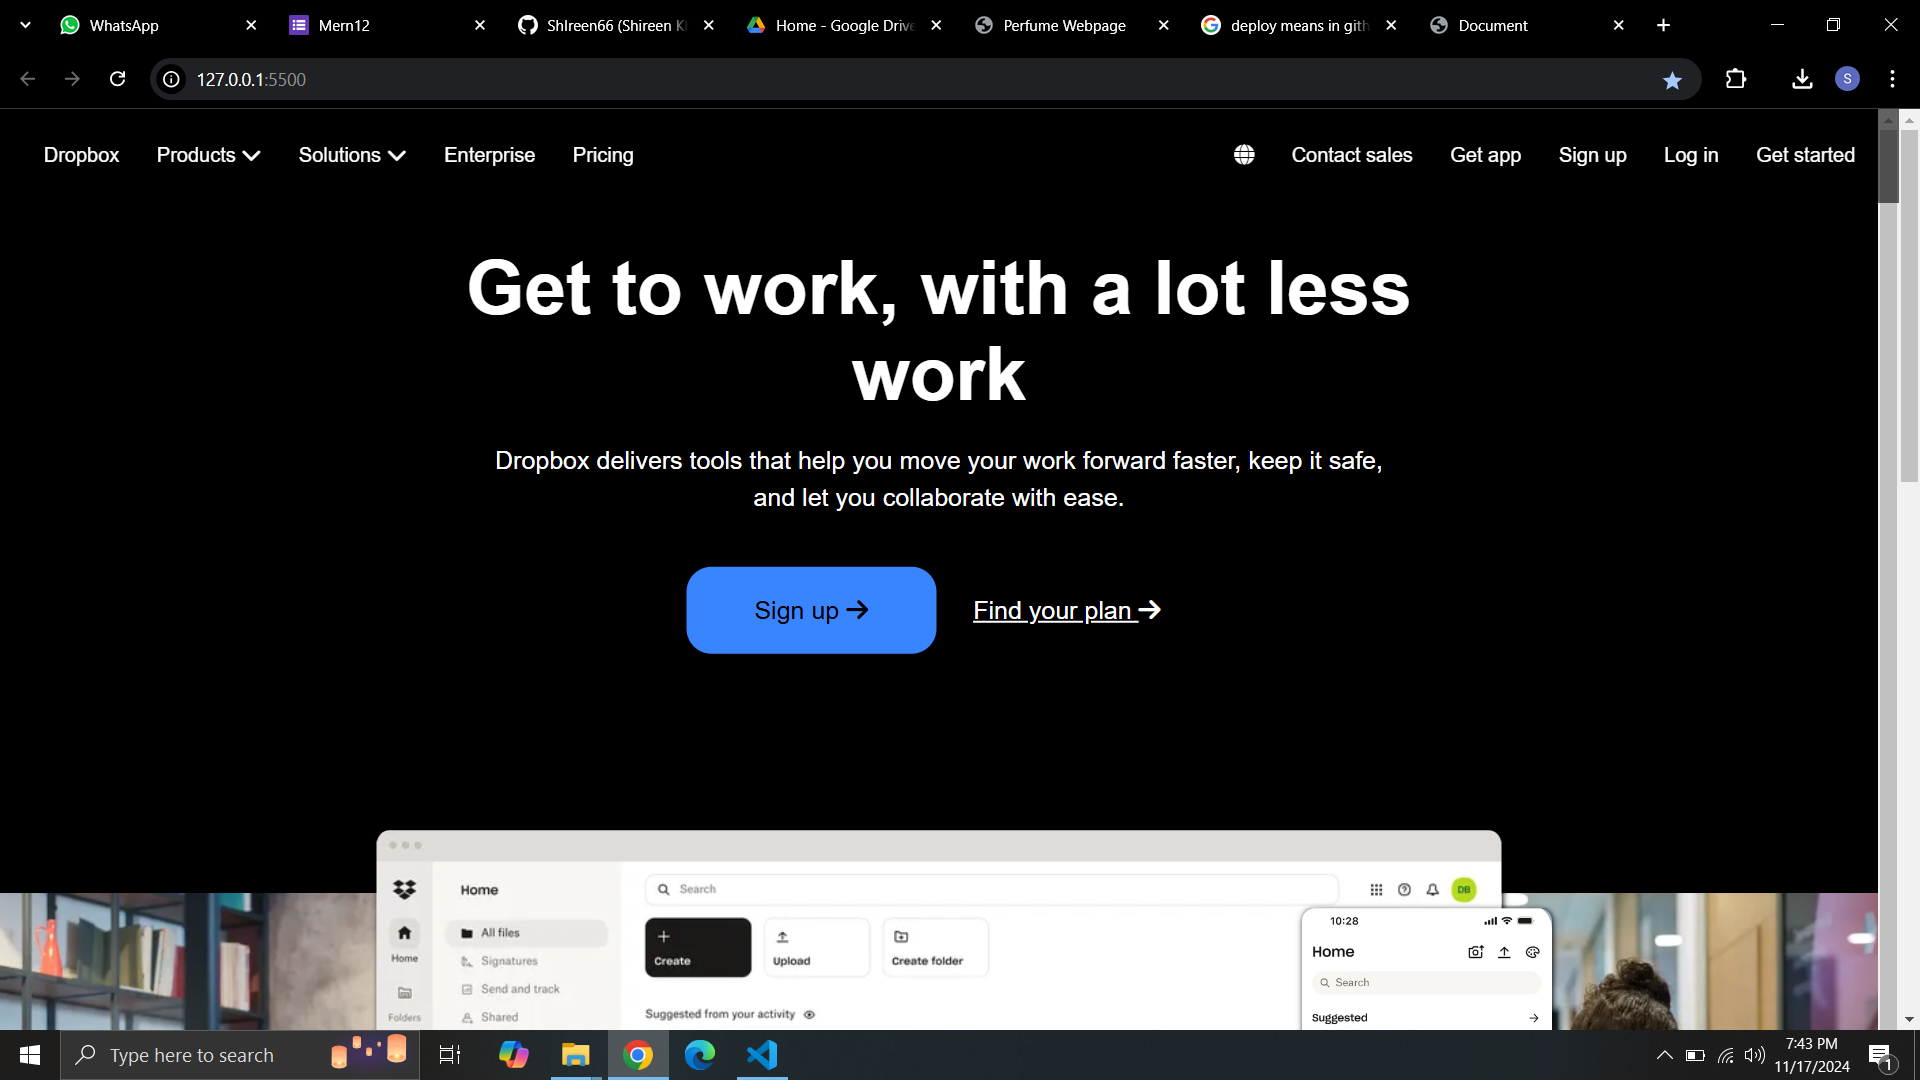 WhatsApp
Mern12
ShIreen66 (Shireen K
Home - Google Drive
Perfume Webpage
deploy means in gith
Document
127.0.0.1:5500
S
Dropbox Products Solutions Enterprise Pricing
Contact sales Get app Sign up Log in Get started
Get to work, with a lot less
work
Dropbox delivers tools that help you move your work forward faster, keep it safe,
and let you collaborate with ease.
Sign up
Find your plan
Home
Search
DB
All files
Signatures
Send and track
Shared
Home
Folders
Create
Upload
Create folder
Suggested from your activity
10:28
Home
Search
Suggested
Type here to search
7:43 PM
11/17/2024
1